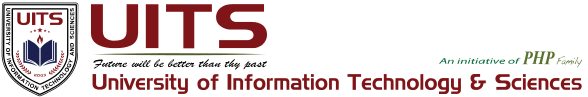 UITS
UNIVERSITY OF INFORMATION TECHNOLOGY AND SCIENCES
2003
UITS
Future will be better than thy past
An initiative of PHP Family
University of Information Technology & Sciences